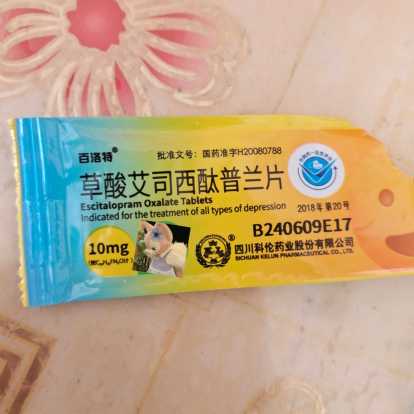 百洛特®
批准文号：国药准字H20080788
草酸艾司西酞普兰片
Escitalopram Oxalate Tablets
Indicated for the treatment of all types of depression
2018年 第20号
B240609E17
10mg
四川科伦药业股份有限公司
SICHUAN KELUN PHARMACEUTICAL CO., LTD.